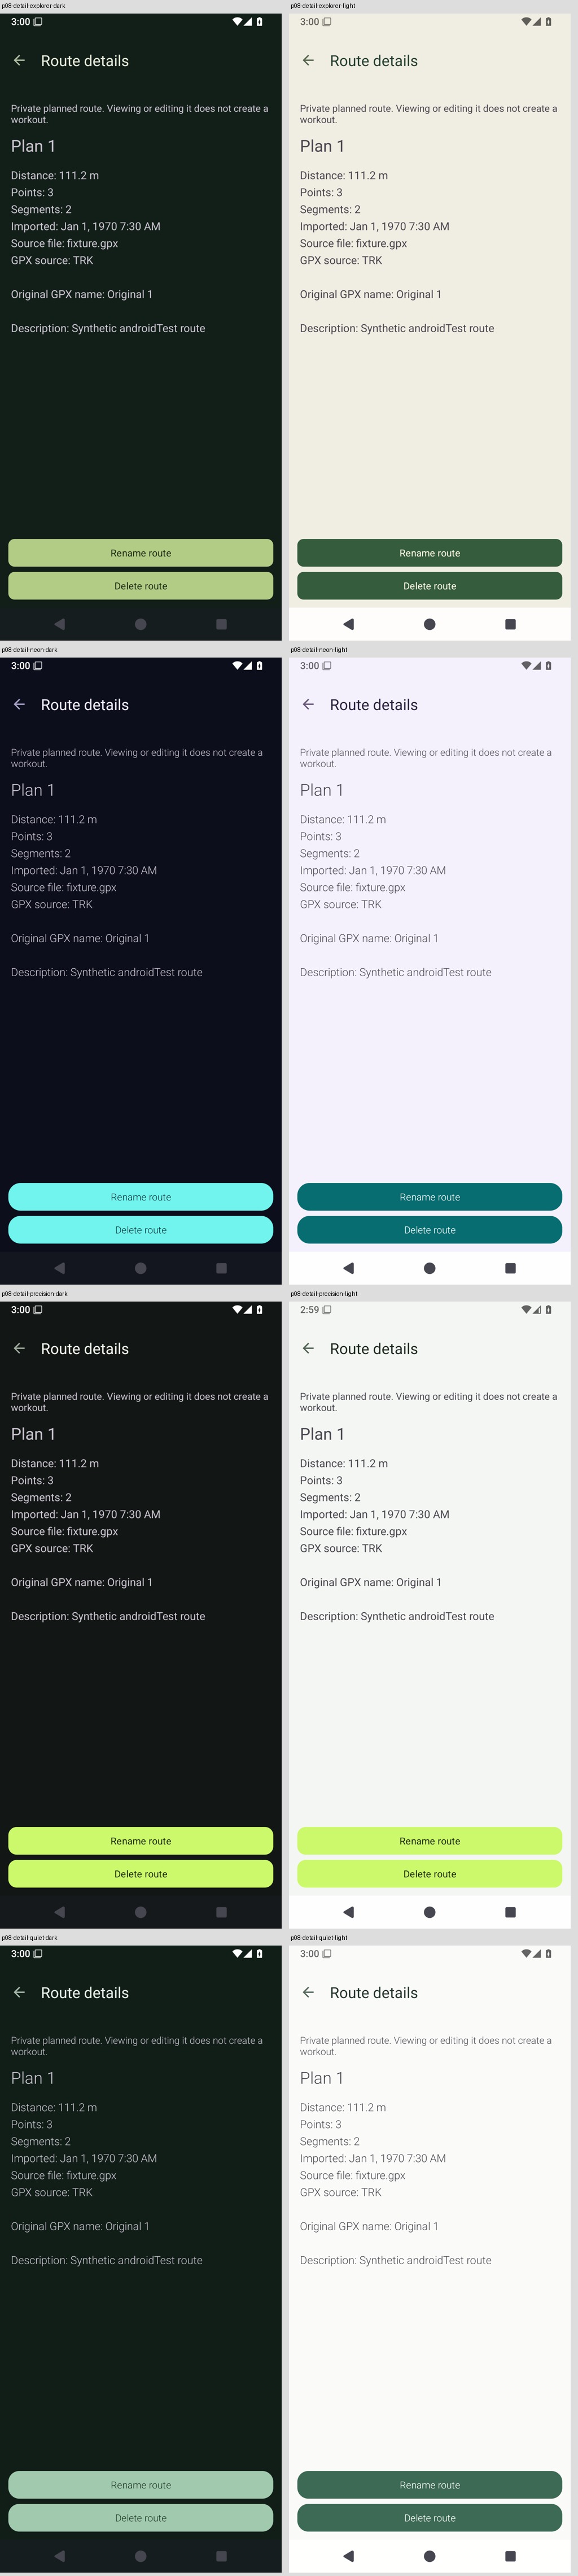 p08-detail-explorer-dark
3:00
Route details
Private planned route. Viewing or editing it does not create a
workout.
Plan 1
Distance: 111.2 m
Points: 3
Segments: 2
Imported: Jan 1, 1970 7:30 AM
Source file: fixture.gpx
GPX source: TRK
Original GPX name: Original 1
Description: Synthetic androidTest route
Rename route
Delete route
p08-detail-explorer-light
3:00
Route details
Private planned route. Viewing or editing it does not create a
workout.
Plan 1
Distance: 111.2 m
Points: 3
Segments: 2
Imported: Jan 1, 1970 7:30 AM
Source file: fixture.gpx
GPX source: TRK
Original GPX name: Original 1
Description: Synthetic androidTest route
Rename route
Delete route
p08-detail-neon-dark
3:00
Route details
Private planned route. Viewing or editing it does not create a
workout.
Plan 1
Distance: 111.2 m
Points: 3
Segments: 2
Imported: Jan 1, 1970 7:30 AM
Source file: fixture.gpx
GPX source: TRK
Original GPX name: Original 1
Description: Synthetic androidTest route
Rename route
Delete route
p08-detail-neon-light
3:00
Route details
Private planned route. Viewing or editing it does not create a
workout.
Plan 1
Distance: 111.2 m
Points: 3
Segments: 2
Imported: Jan 1, 1970 7:30 AM
Source file: fixture.gpx
GPX source: TRK
Original GPX name: Original 1
Description: Synthetic androidTest route
Rename route
Delete route
p08-detail-precision-dark
3:00
Route details
Private planned route. Viewing or editing it does not create a
workout.
Plan 1
Distance: 111.2 m
Points: 3
Segments: 2
Imported: Jan 1, 1970 7:30 AM
Source file: fixture.gpx
GPX source: TRK
Original GPX name: Original 1
Description: Synthetic androidTest route
Rename route
Delete route
p08-detail-precision-light
2:59
Route details
Private planned route. Viewing or editing it does not create a
workout.
Plan 1
Distance: 111.2 m
Points: 3
Segments: 2
Imported: Jan 1, 1970 7:30 AM
Source file: fixture.gpx
GPX source: TRK
Original GPX name: Original 1
Description: Synthetic androidTest route
Rename route
Delete route
p08-detail-quiet-dark
3:00
Route details
Private planned route. Viewing or editing it does not create a
workout.
Plan 1
Distance: 111.2 m
Points: 3
Segments: 2
Imported: Jan 1, 1970 7:30 AM
Source file: fixture.gpx
GPX source: TRK
Original GPX name: Original 1
Description: Synthetic androidTest route
Rename route
Delete route
p08-detail-quiet-light
3:00
Route details
Private planned route. Viewing or editing it does not create a
workout.
Plan 1
Distance: 111.2 m
Points: 3
Segments: 2
Imported: Jan 1, 1970 7:30 AM
Source file: fixture.gpx
GPX source: TRK
Original GPX name: Original 1
Description: Synthetic androidTest route
Rename route
Delete route